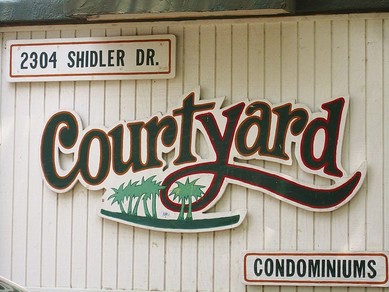 2304 SHIDLER DR.
Courtyard
CONDOMINIUMS